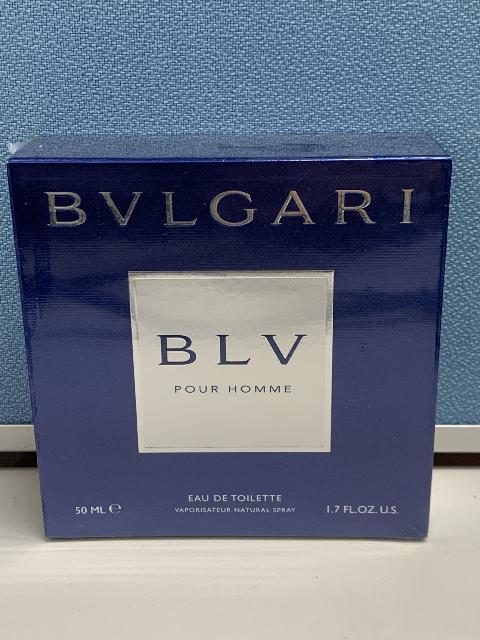 BVLGARI
BLV
POUR HOMME
EAU DE TOILETTE
50 ML ℮ VAPORISATEUR NATURAL SPRAY 1.7 FL.OZ. U.S.